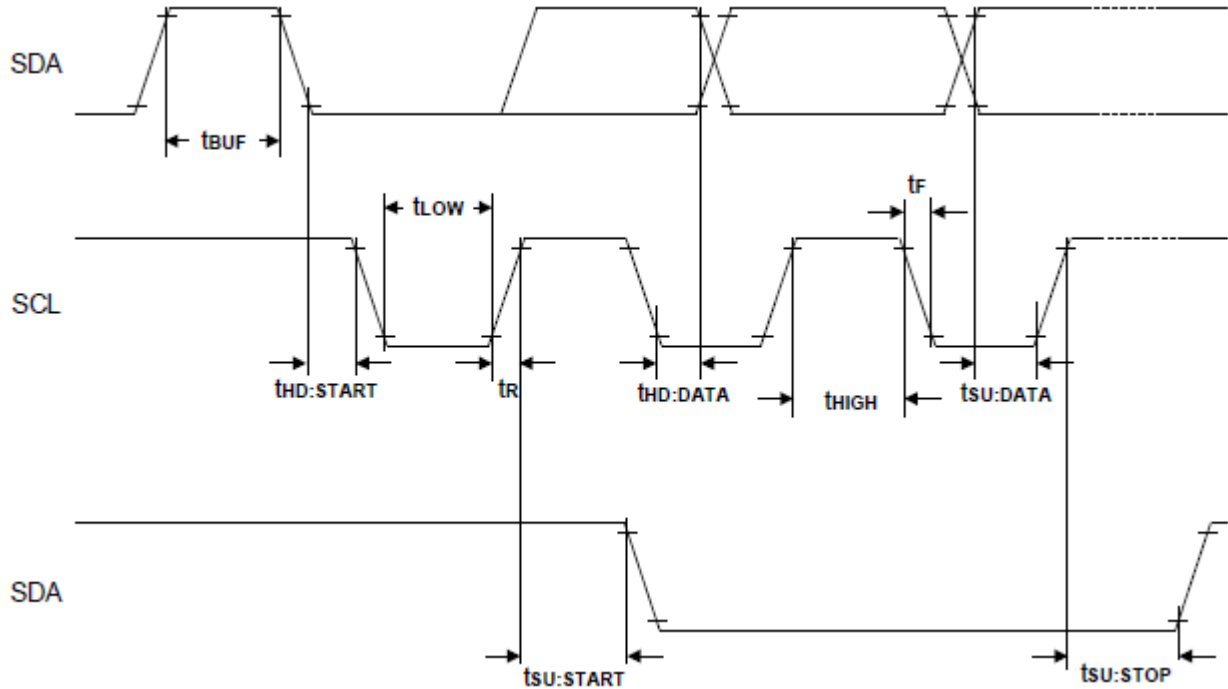 SDA
tBUF
tF
tLOW
SCL
tHD:START
tR
tHD:DATA
tHIGH
tSU:DATA
SDA
tSU:START
tSU:STOP